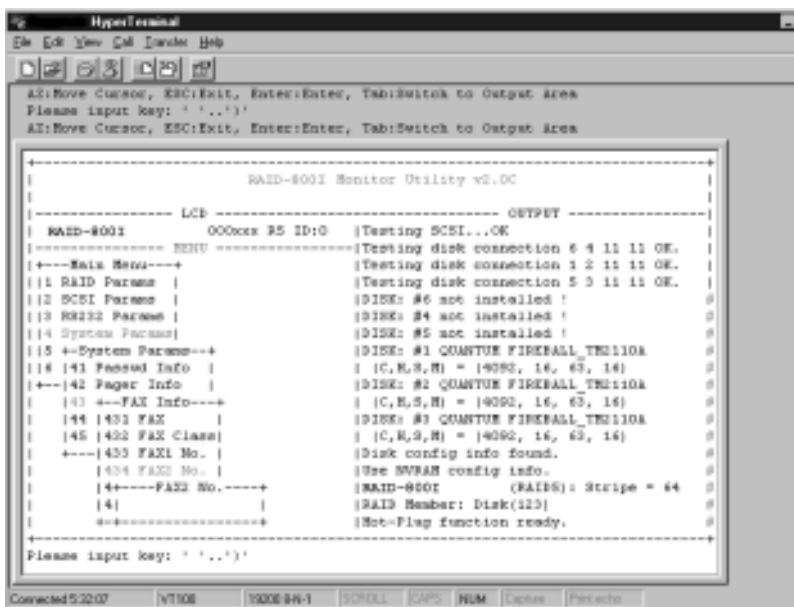 HyperTerminal
File Edit View Call Transfer Help
AZ:Move Cursor, ESC:Exit, Enter:Enter, Tab:Switch to Output Area
Please input key: ' '..')'
AZ:Move Cursor, ESC:Exit, Enter:Enter, Tab:Switch to Output Area
RAID-800I Monitor Utility v2.0C
LCD OUTPUT
RAID-800I 000xxx RS ID:0 |Testing SCSI...OK
MENU |Testing disk connection 6 4 11 11 OK.
+---Main Menu----+ |Testing disk connection 1 2 11 11 OK.
||1 RAID Params | |Testing disk connection 5 3 11 11 OK.
||2 SCSI Params | |DISK: #6 not installed !
||3 RS232 Params | |DISK: #4 not installed !
||4 System Params| |DISK: #5 not installed !
||5 +-System Params--+ |DISK: #1 QUANTUM FIREBALL_TM2110A
||6 |41 Passwd Info | | (C,H,S,M) = (4092, 16, 63, 16)
|+--|42 Pager Info | |DISK: #2 QUANTUM FIREBALL_TM2110A
|43 +--FAX Info----+ | (C,H,S,M) = (4092, 16, 63, 16)
|44 |431 FAX | |DISK: #3 QUANTUM FIREBALL_TM2110A
|45 |432 FAX Class| | (C,H,S,M) = (4092, 16, 63, 16)
+----|433 FAX1 No. | |Disk config info found.
|434 FAX2 No. | |Use NVRAM config info.
|4+----FAX2 No.-----+ |RAID-800I (RAID5): Stripe = 64
|4| | |RAID Member: Disk(123)
+-+-----------------+ |Hot-Plug function ready.
Please input key: ' '..')'
Connected 5:32:07 VT100 19200 8-N-1 SCROLL CAPS NUM Capture Print echo